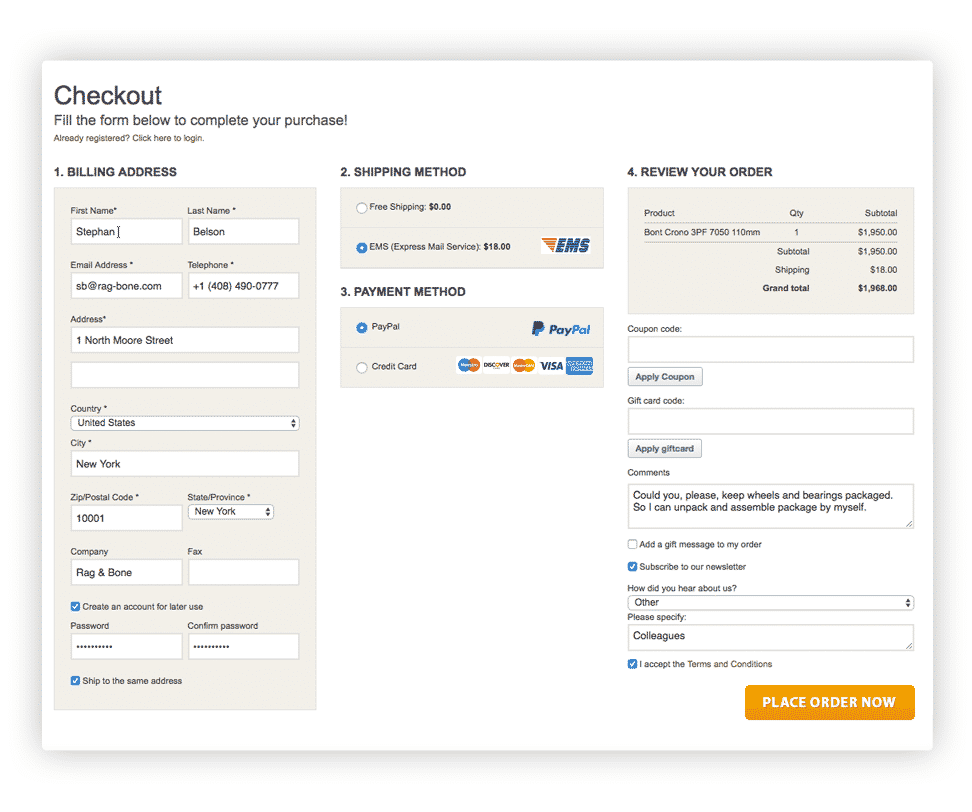 Checkout
Fill the form below to complete your purchase!
Already registered? Click here to login.
1. BILLING ADDRESS
First Name*
Last Name *
Stephan
Belson
Email Address *
Telephone *
sb@rag-bone.com
+1 (408) 490-0777
Address*
1 North Moore Street
Country *
United States
City *
New York
Zip/Postal Code *
State/Province *
10001
New York
Company
Fax
Rag & Bone
Create an account for later use
Password
Confirm password
••••••••••
••••••••••
Ship to the same address
2. SHIPPING METHOD
Free Shipping: $0.00
EMS (Express Mail Service): $18.00
EMS
3. PAYMENT METHOD
PayPal
PayPal
Credit Card
Maestro DISCOVER MasterCard VISA AMERICAN EXPRESS
4. REVIEW YOUR ORDER
Product Qty Subtotal
Bont Crono 3PF 7050 110mm 1 $1,950.00
Subtotal $1,950.00
Shipping $18.00
Grand total $1,968.00
Coupon code:
Apply Coupon
Gift card code:
Apply giftcard
Comments
Could you, please, keep wheels and bearings packaged.
So I can unpack and assemble package by myself.
Add a gift message to my order
Subscribe to our newsletter
How did you hear about us?
Other
Please specify:
Colleagues
I accept the Terms and Conditions
PLACE ORDER NOW